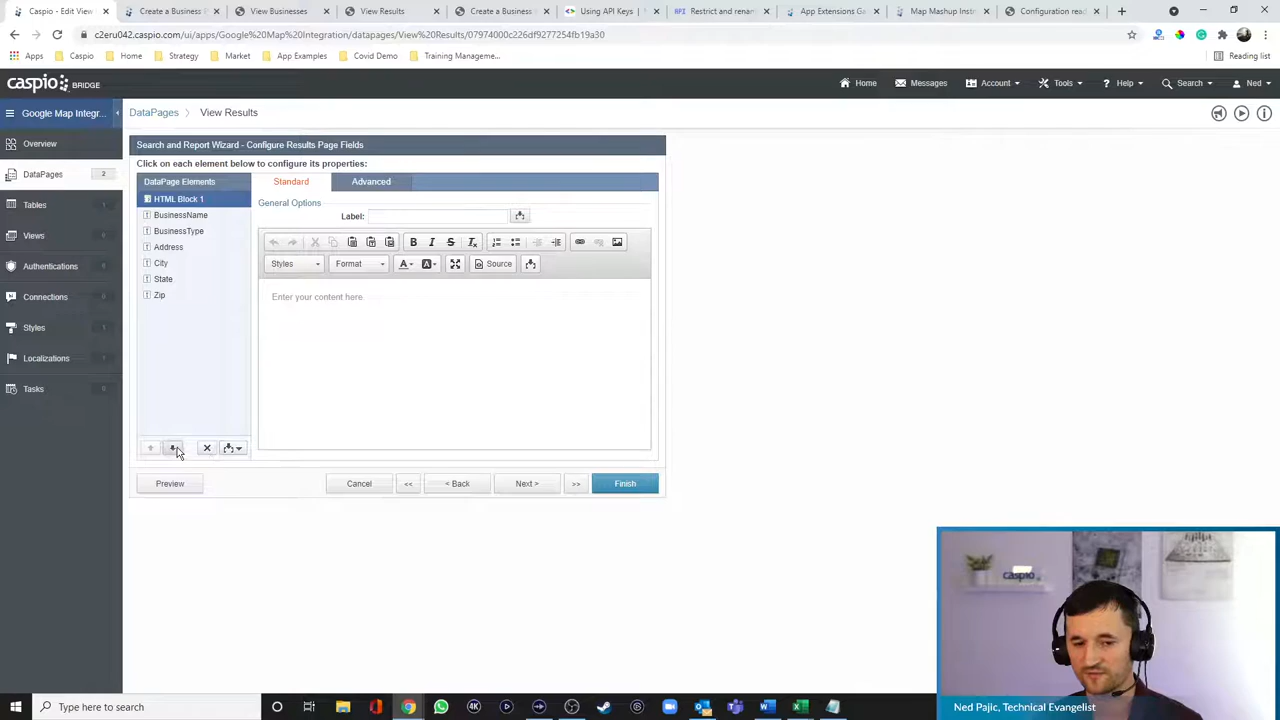 Caspio - Edit View
Create a Business P
View Businesses
View Results
Create a Business
Using API Keys
Restrict and renam
App Extensions Ga
Map Mashup Instr
Configuration read
c2eru042.caspio.com/ui/apps/Google%20Map%20Integration/datapages/View%20Results/07974000c226df9277254fb19a30
Apps
Caspio
Home
Strategy
Market
App Examples
Covid Demo
Training Manageme...
Reading list
caspio BRIDGE
Home
Messages
Account
Tools
Help
Search
Ned
Google Map Integr...
DataPages
View Results
Overview
DataPages 2
Tables 1
Views
Authentications
Connections
Styles
Localizations
Tasks
Search and Report Wizard - Configure Results Page Fields
Click on each element below to configure its properties:
DataPage Elements
Standard
Advanced
HTML Block 1
BusinessName
BusinessType
Address
City
State
Zip
General Options
Label:
Styles
Format
Source
Enter your content here.
Preview
Cancel
<<
< Back
Next >
>>
Finish
caspio
Ned Pajic, Technical Evangelist
Type here to search